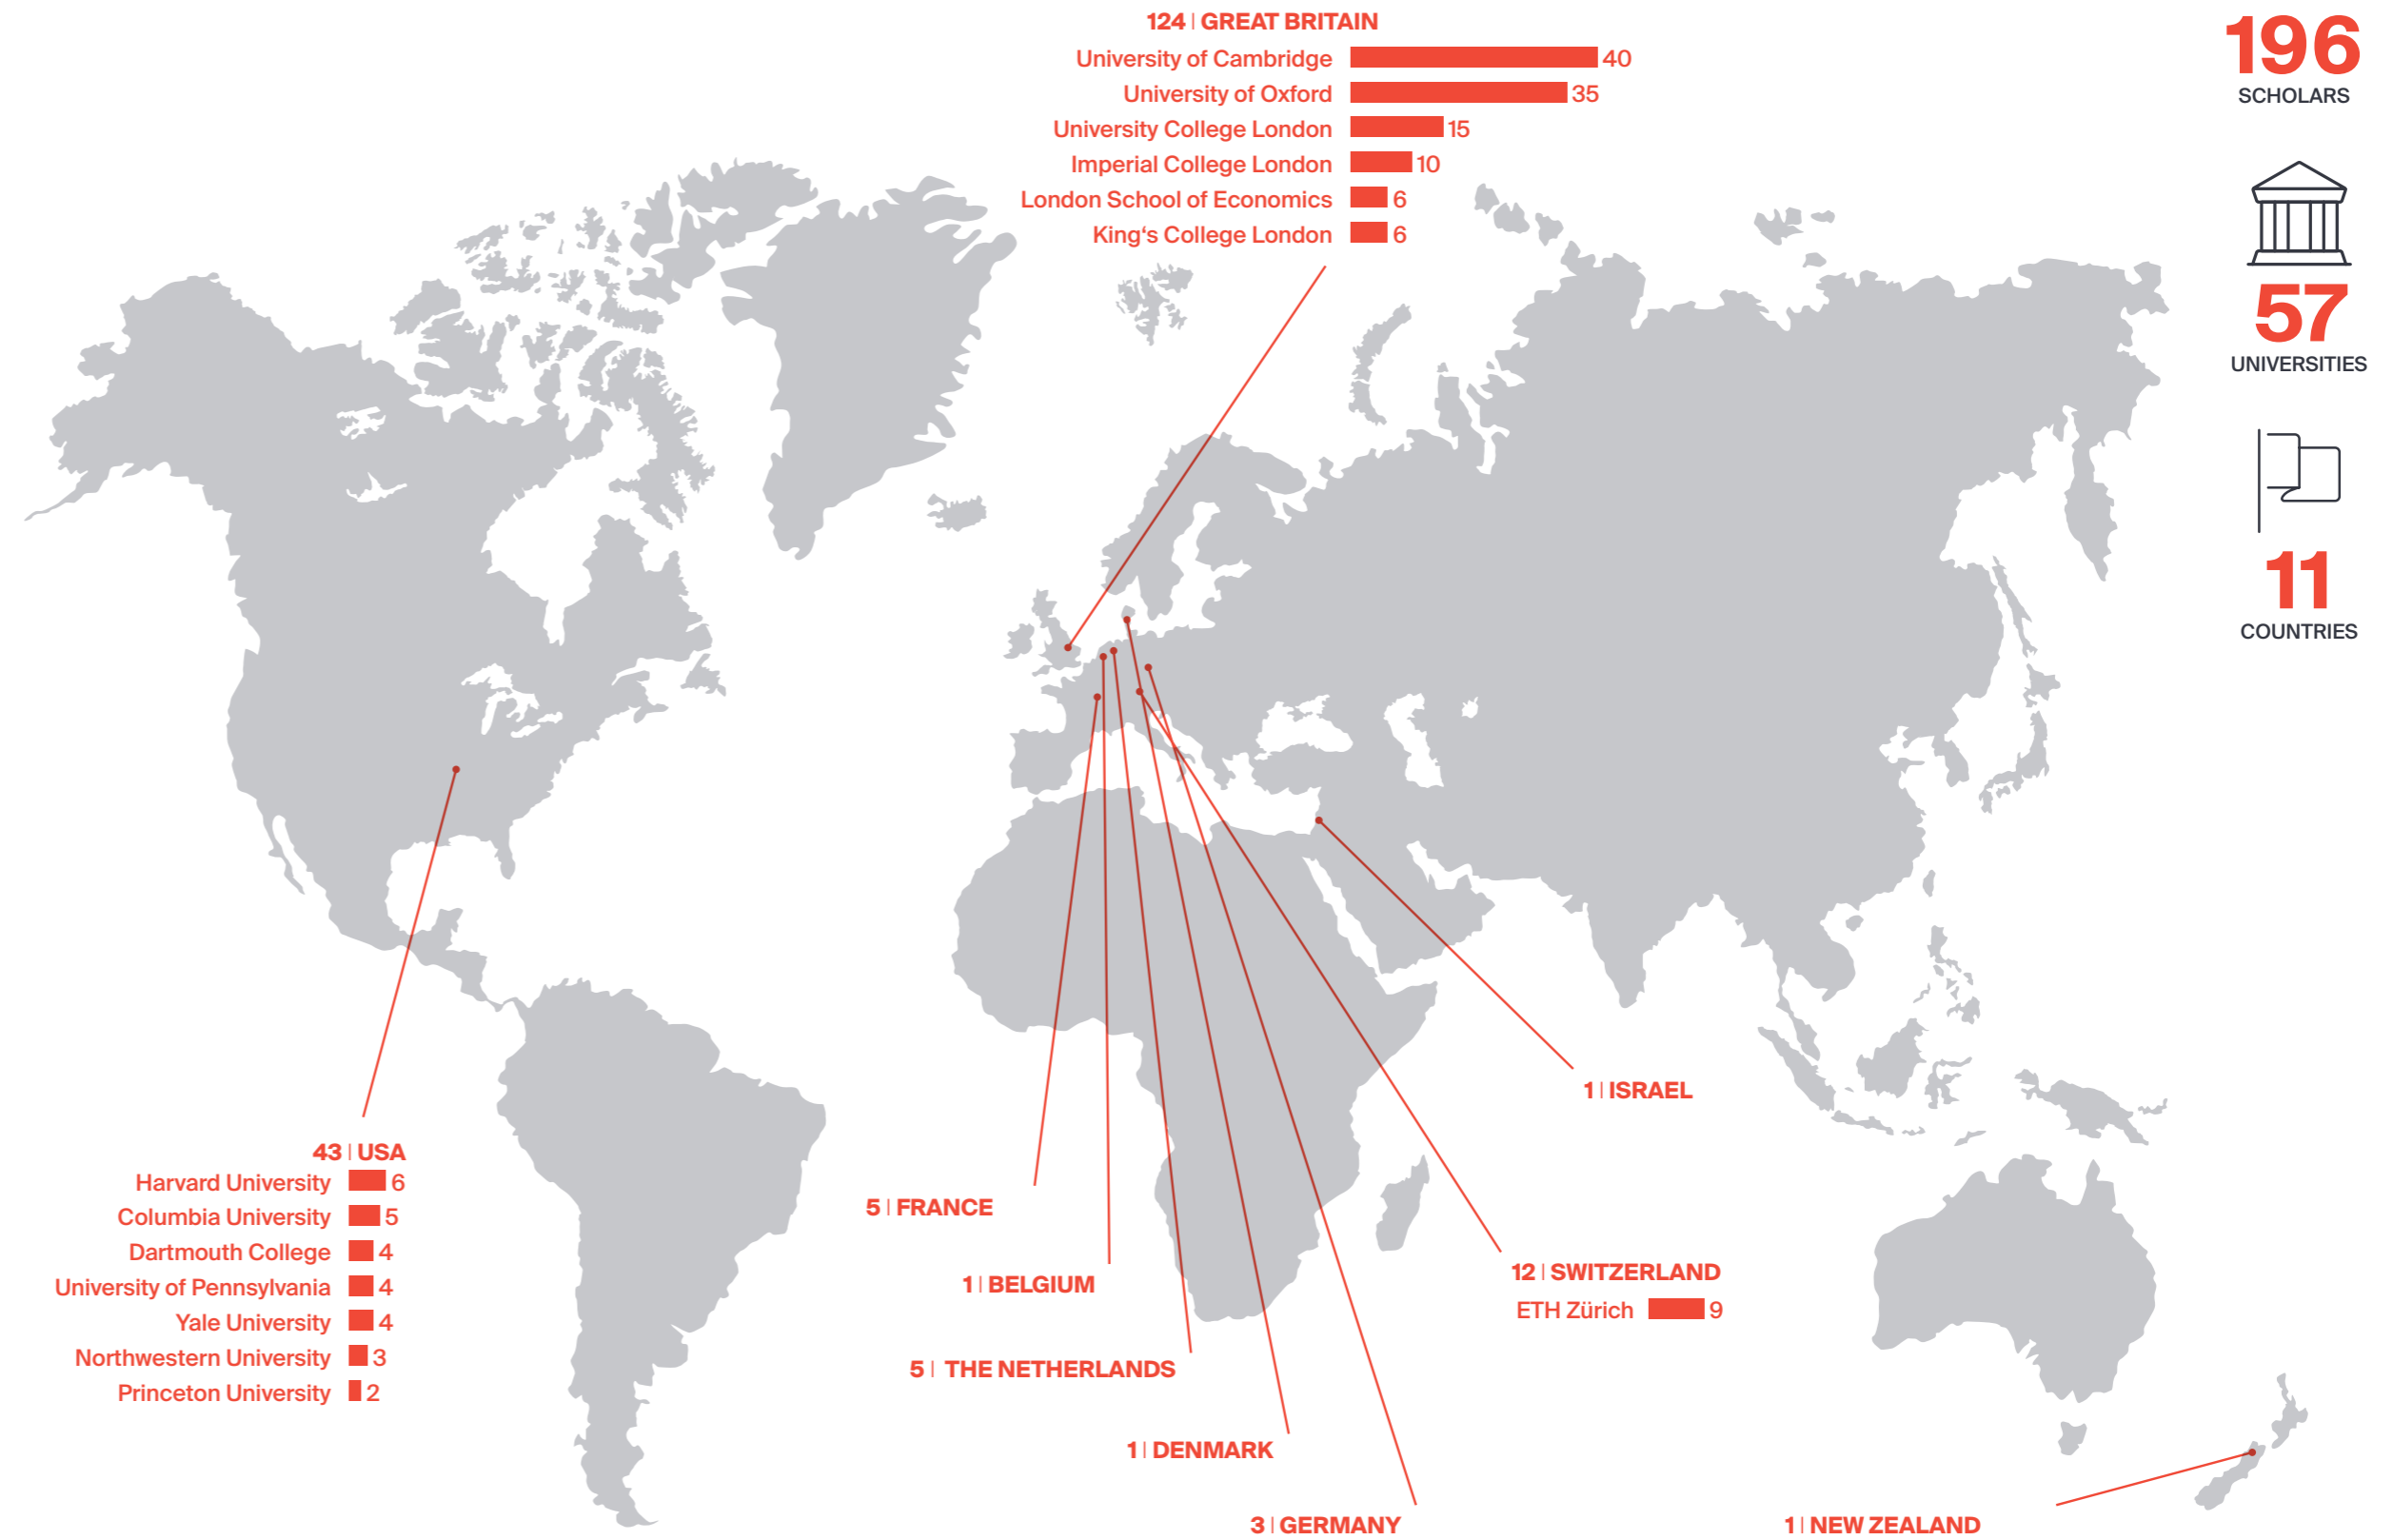 124 | GREAT BRITAIN
University of Cambridge 40
University of Oxford 35
University College London 15
Imperial College London 10
London School of Economics 6
King‘s College London 6
196
SCHOLARS
57
UNIVERSITIES
11
COUNTRIES
43 | USA
Harvard University 6
Columbia University 5
Dartmouth College 4
University of Pennsylvania 4
Yale University 4
Northwestern University 3
Princeton University 2
5 | FRANCE
1 | BELGIUM
5 | THE NETHERLANDS
1 | DENMARK
3 | GERMANY
12 | SWITZERLAND
ETH Zürich 9
1 | ISRAEL
1 | NEW ZEALAND